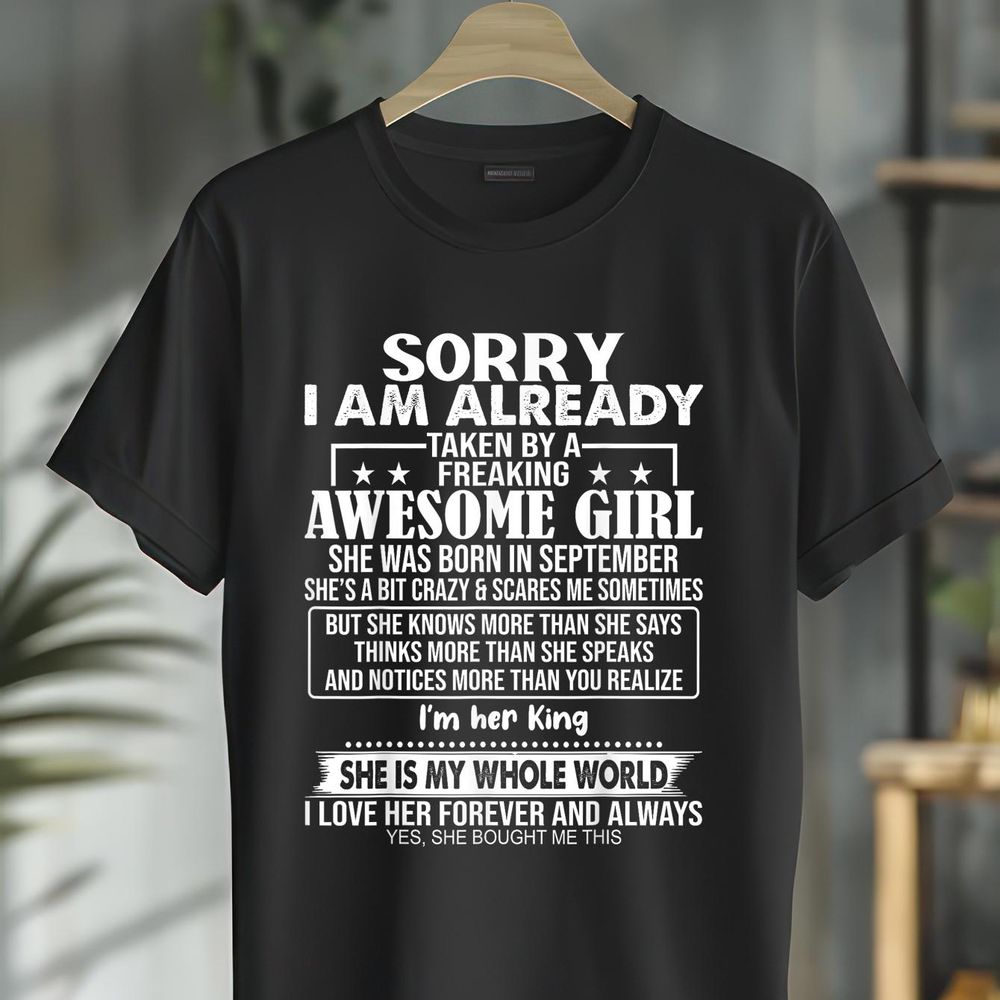 SORRY
I AM ALREADY
TAKEN BY A
FREAKING
AWESOME GIRL
SHE WAS BORN IN SEPTEMBER
SHE'S A BIT CRAZY & SCARES ME SOMETIMES
BUT SHE KNOWS MORE THAN SHE SAYS
THINKS MORE THAN SHE SPEAKS
AND NOTICES MORE THAN YOU REALIZE
I'm her King
SHE IS MY WHOLE WORLD
I LOVE HER FOREVER AND ALWAYS
YES, SHE BOUGHT ME THIS